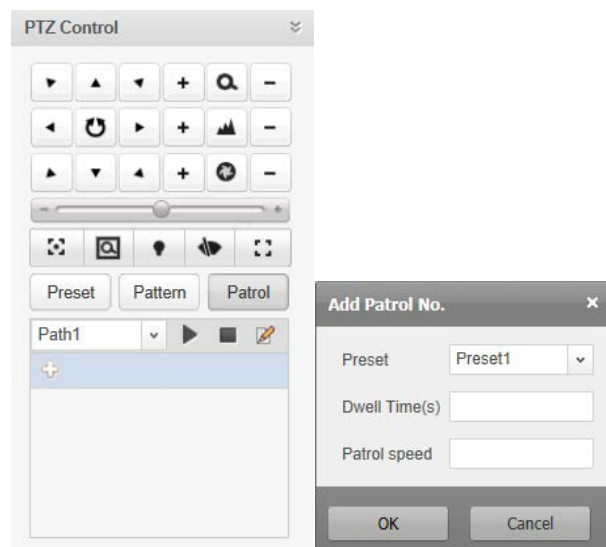 PTZ Control
Preset
Pattern
Patrol
Path1
Add Patrol No.
Preset
Preset1
Dwell Time(s)
Patrol speed
OK
Cancel